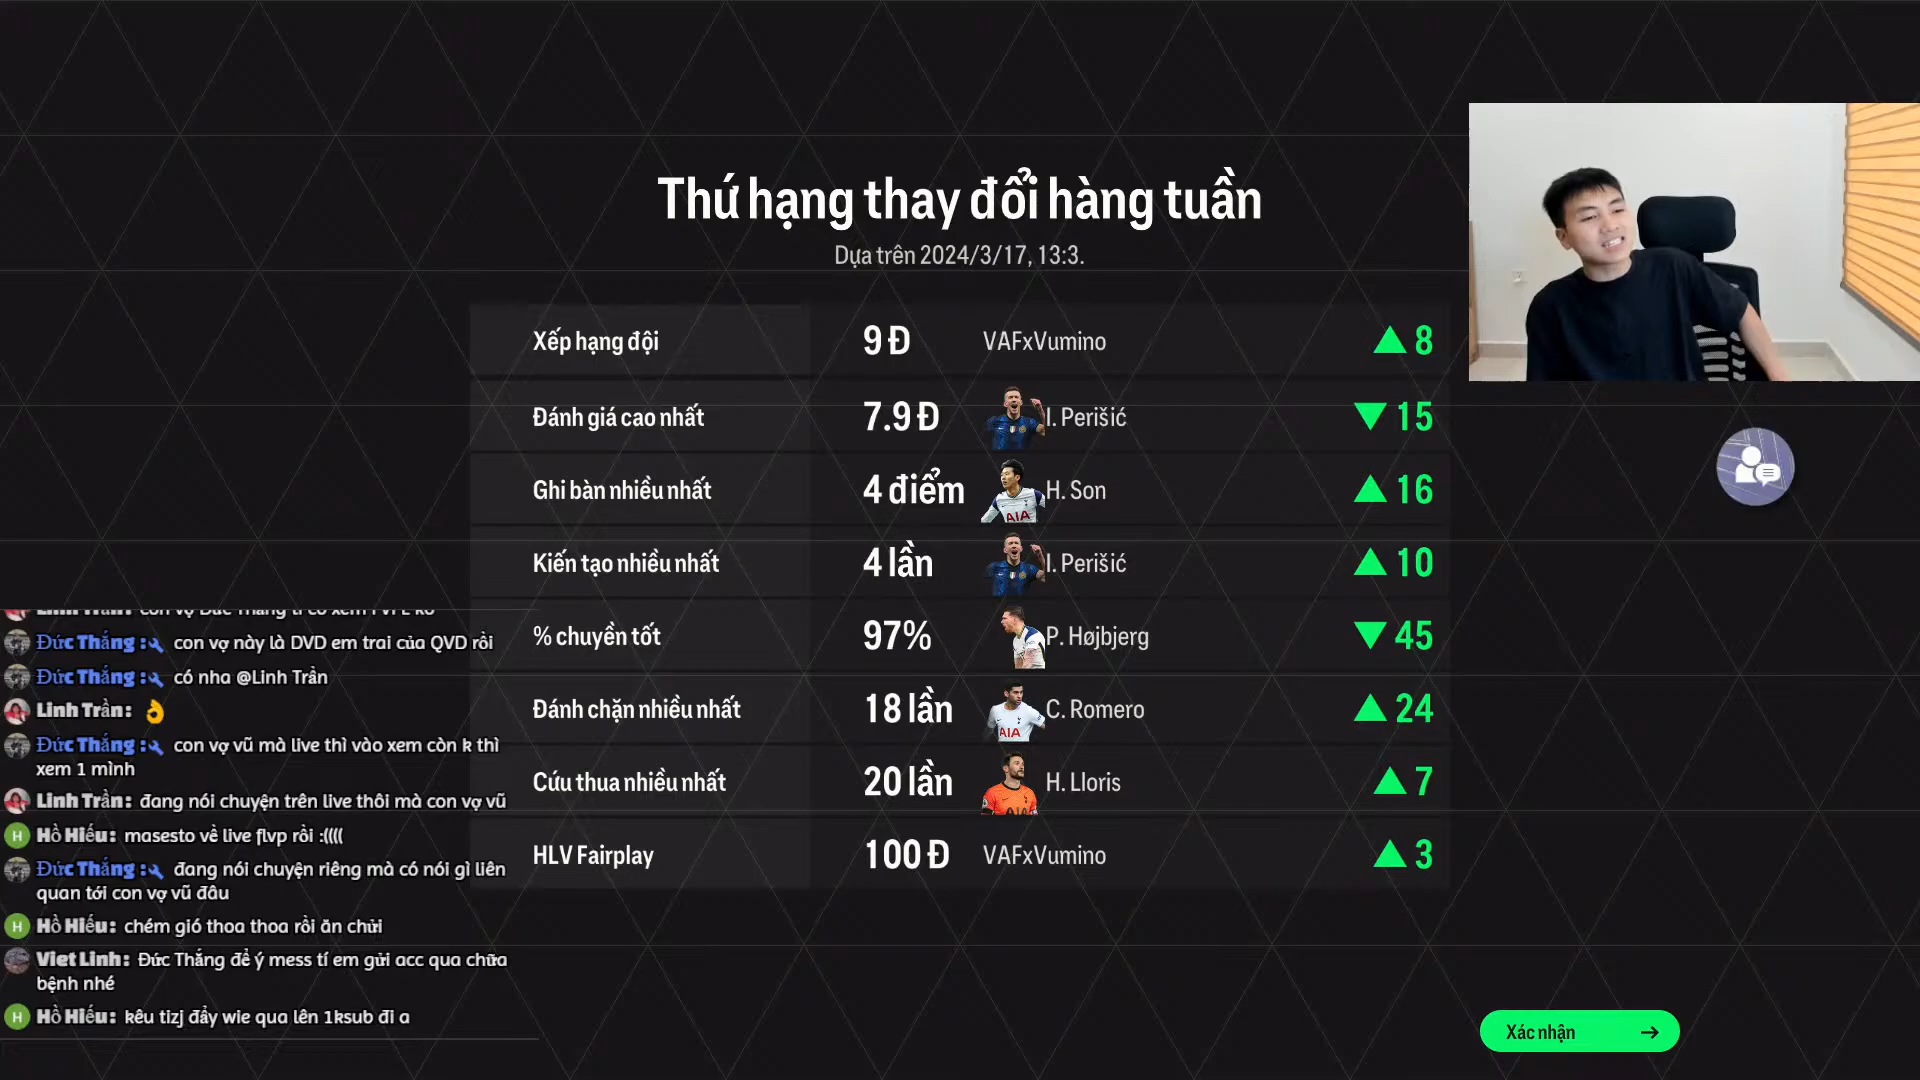 Thứ hạng thay đổi hàng tuần
Dựa trên 2024/3/17, 13:3.
Xếp hạng đội 9 Đ VAFxVumino ▲ 8
Đánh giá cao nhất 7.9 Đ I. Perišić ▼ 15
Ghi bàn nhiều nhất 4 điểm H. Son ▲ 16
Kiến tạo nhiều nhất 4 lần I. Perišić ▲ 10
% chuyền tốt 97% P. Højbjerg ▼ 45
Đánh chặn nhiều nhất 18 lần C. Romero ▲ 24
Cứu thua nhiều nhất 20 lần H. Lloris ▲ 7
HLV Fairplay 100 Đ VAFxVumino ▲ 3
AIA
AIA
Linh Trần: con vợ Đức Thắng
Đức Thắng : con vợ này là DVD em trai của QVD rồi
Đức Thắng : có nha @Linh Trần
Linh Trần: 👌
Đức Thắng : con vợ vũ mà live thì vào xem còn k thì
xem 1 mình
Linh Trần: đang nói chuyện trên live thôi mà con vợ vũ
H Hồ Hiếu: masesto về live flvp rồi :((((
Đức Thắng : đang nói chuyện riêng mà có nói gì liên
quan tới con vợ vũ đâu
H Hồ Hiếu: chém gió thoa thoa rồi ăn chửi
Viet Linh: Đức Thắng để ý mess tí em gửi acc qua chữa
bệnh nhé
H Hồ Hiếu: kêu tizj đẩy wie qua lên 1ksub đi a
Xác nhận →